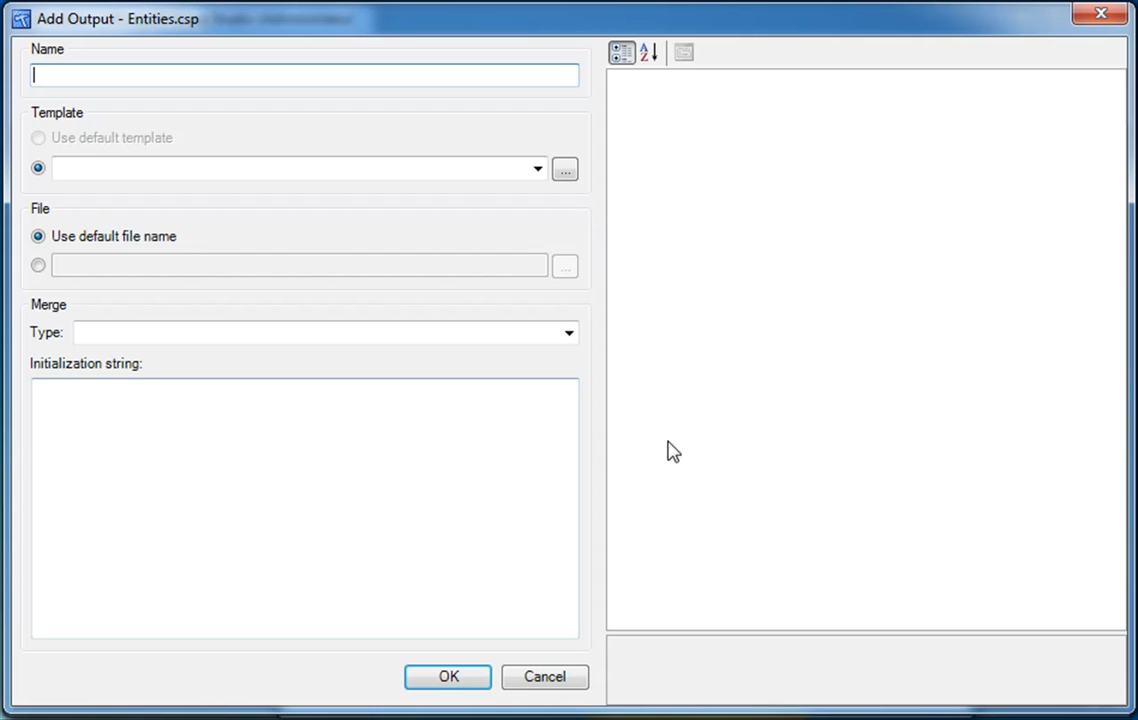 Add Output - Entities.csp
Name
Template
Use default template
...
File
Use default file name
...
Merge
Type:
Initialization string:
OK
Cancel